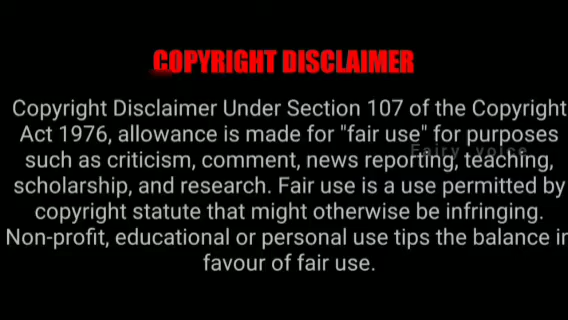 COPYRIGHT DISCLAIMER
Copyright Disclaimer Under Section 107 of the Copyright
Act 1976, allowance is made for "fair use" for purposes
Fairy voice
such as criticism, comment, news reporting, teaching,
scholarship, and research. Fair use is a use permitted by
copyright statute that might otherwise be infringing.
Non-profit, educational or personal use tips the balance in
favour of fair use.